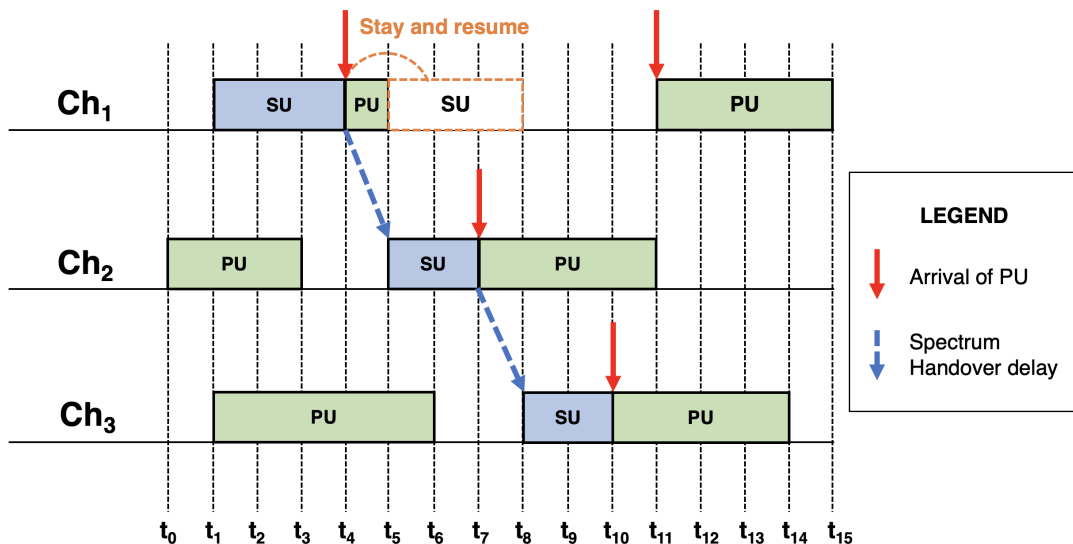 Stay and resume
Ch₁
SU
PU
SU
PU
Ch₂
PU
SU
PU
Ch₃
PU
SU
PU
t₀ t₁ t₂ t₃ t₄ t₅ t₆ t₇ t₈ t₉ t₁₀ t₁₁ t₁₂ t₁₃ t₁₄ t₁₅
LEGEND
Arrival of PU
Spectrum
Handover delay